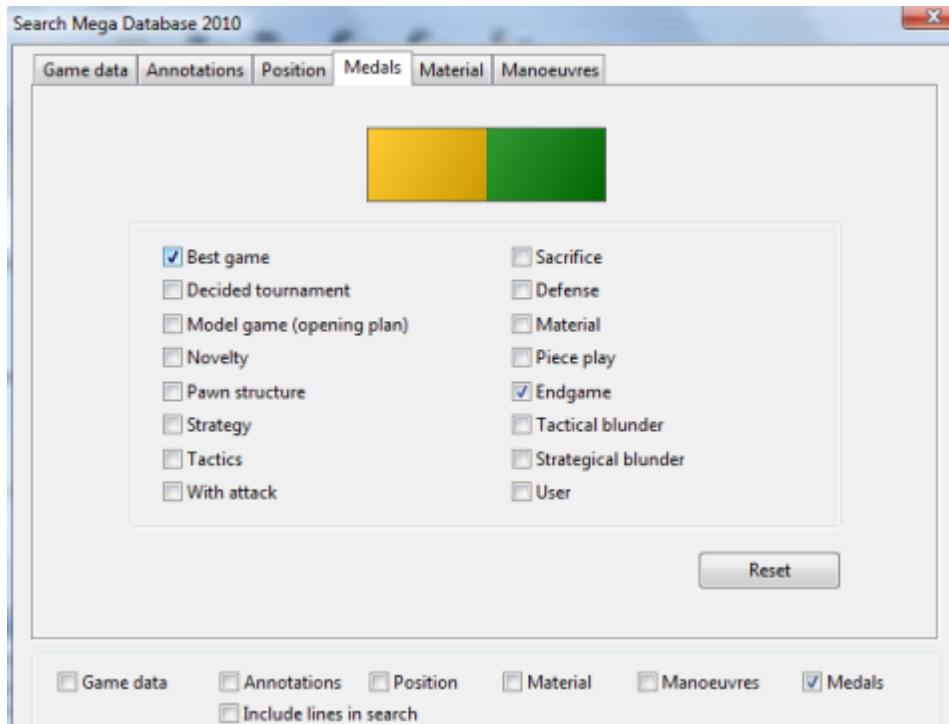 Search Mega Database 2010
Game data Annotations Position Medals Material Manoeuvres
Best game Sacrifice
Decided tournament Defense
Model game (opening plan) Material
Novelty Piece play
Pawn structure Endgame
Strategy Tactical blunder
Tactics Strategical blunder
With attack User
Reset
Game data Annotations Position Material Manoeuvres Medals
Include lines in search